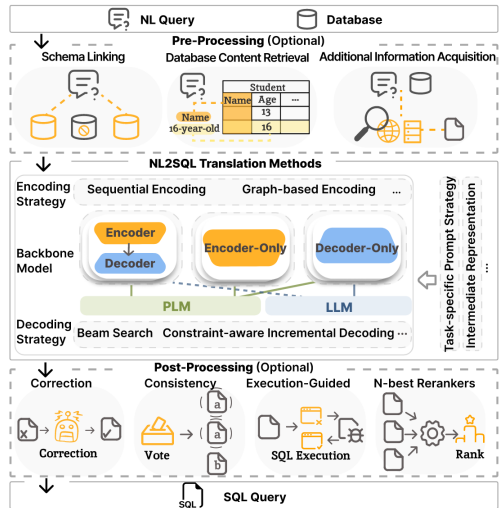 NL Query
Database
Pre-Processing (Optional)
Schema Linking
Database Content Retrieval
Additional Information Acquisition
Student
Name Age ...
13
16
Name
16-year-old
NL2SQL Translation Methods
Encoding
Strategy
Sequential Encoding
Graph-based Encoding
...
Backbone
Model
Encoder
Decoder
Encoder-Only
Decoder-Only
PLM
LLM
Decoding
Strategy
Beam Search
Constraint-aware Incremental Decoding ...
Task-specific Prompt Strategy
Intermediate Representation
...
Post-Processing (Optional)
Correction
Consistency
Execution-Guided
N-best Rerankers
Correction
Vote
a
a
b
SQL Execution
Rank
SQL
SQL Query